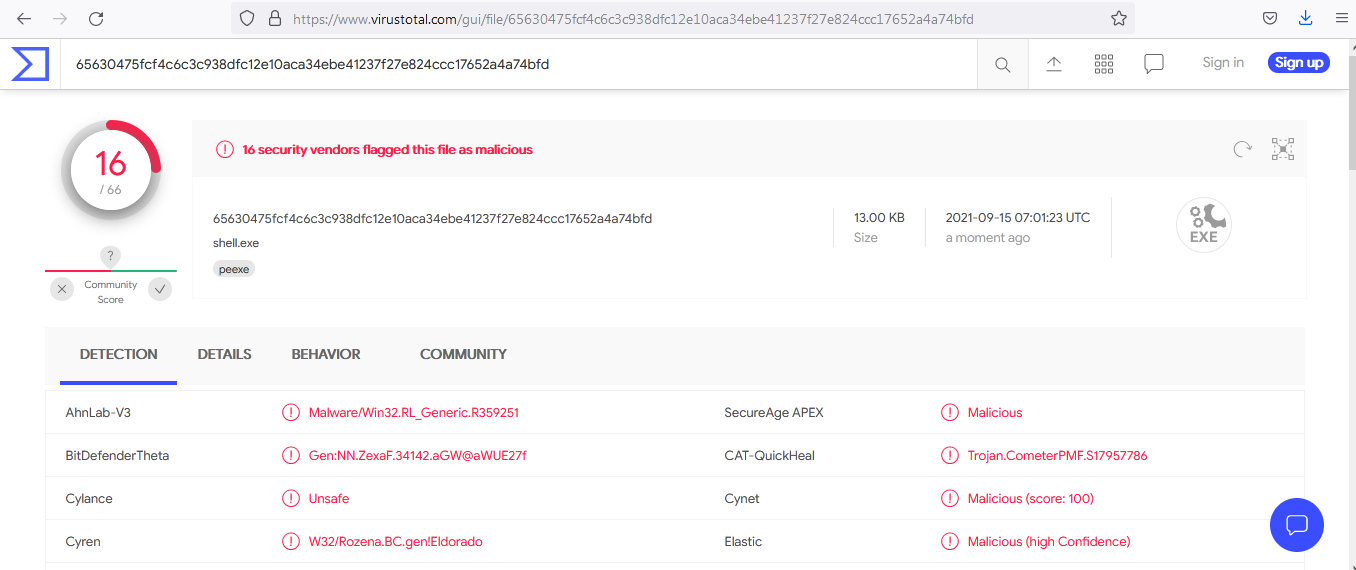 https://www.virustotal.com/gui/file/65630475fcf4c6c3c938dfc12e10aca34ebe41237f27e824ccc17652a4a74bfd
65630475fcf4c6c3c938dfc12e10aca34ebe41237f27e824ccc17652a4a74bfd
Sign in
Sign up
16
/ 66
16 security vendors flagged this file as malicious
65630475fcf4c6c3c938dfc12e10aca34ebe41237f27e824ccc17652a4a74bfd
shell.exe
peexe
13.00 KB
Size
2021-09-15 07:01:23 UTC
a moment ago
EXE
?
Community
Score
DETECTION DETAILS BEHAVIOR COMMUNITY
AhnLab-V3 Malware/Win32.RL_Generic.R359251 SecureAge APEX Malicious
BitDefenderTheta Gen:NN.ZexaF.34142.aGW@aWUE27f CAT-QuickHeal Trojan.CometerPMF.S17957786
Cylance Unsafe Cynet Malicious (score: 100)
Cyren W32/Rozena.BC.gen!Eldorado Elastic Malicious (high Confidence)